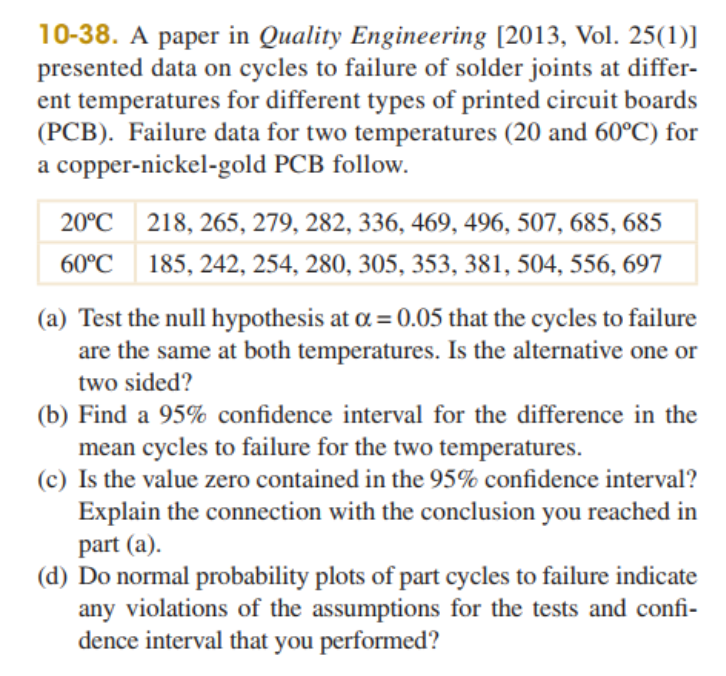 10-38. A paper in Quality Engineering [2013, Vol. 25(1)]
presented data on cycles to failure of solder joints at differ-
ent temperatures for different types of printed circuit boards
(PCB). Failure data for two temperatures (20 and 60ºC) for
a copper-nickel-gold PCB follow.
20ºC 218, 265, 279, 282, 336, 469, 496, 507, 685, 685
60ºC 185, 242, 254, 280, 305, 353, 381, 504, 556, 697
(a) Test the null hypothesis at α = 0.05 that the cycles to failure
are the same at both temperatures. Is the alternative one or
two sided?
(b) Find a 95% confidence interval for the difference in the
mean cycles to failure for the two temperatures.
(c) Is the value zero contained in the 95% confidence interval?
Explain the connection with the conclusion you reached in
part (a).
(d) Do normal probability plots of part cycles to failure indicate
any violations of the assumptions for the tests and confi-
dence interval that you performed?